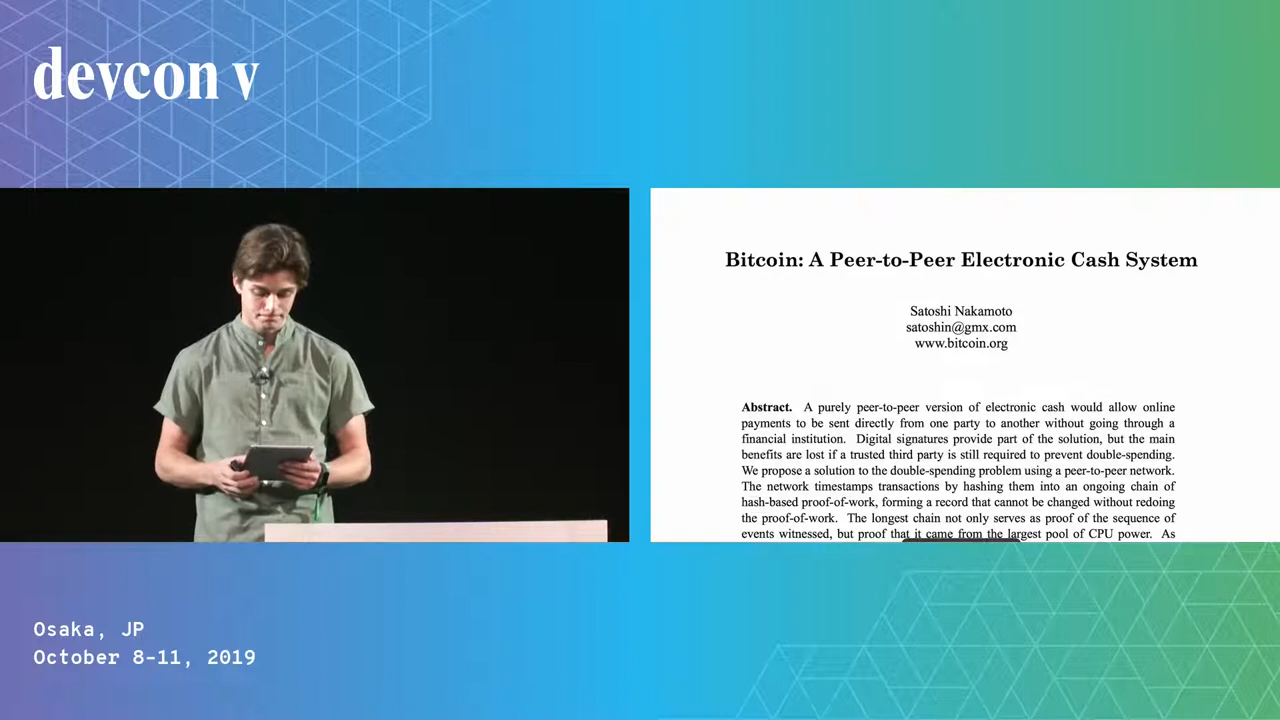 devcon v
Bitcoin: A Peer-to-Peer Electronic Cash System
Satoshi Nakamoto
satoshin@gmx.com
www.bitcoin.org
Abstract. A purely peer-to-peer version of electronic cash would allow online
payments to be sent directly from one party to another without going through a
financial institution. Digital signatures provide part of the solution, but the main
benefits are lost if a trusted third party is still required to prevent double-spending.
We propose a solution to the double-spending problem using a peer-to-peer network.
The network timestamps transactions by hashing them into an ongoing chain of
hash-based proof-of-work, forming a record that cannot be changed without redoing
the proof-of-work. The longest chain not only serves as proof of the sequence of
events witnessed, but proof that it came from the largest pool of CPU power. As
Osaka, JP
October 8-11, 2019